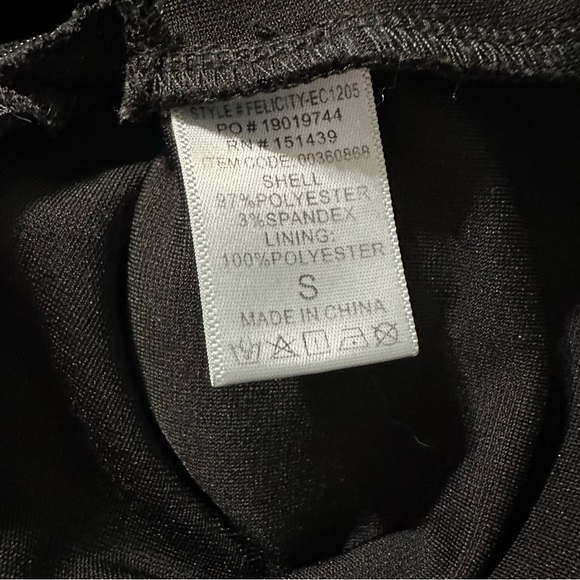 STYLE # FELICITY-EC1205
PO # 19019744
RN # 151439
ITEM CODE: 00360868
SHELL
97%POLYESTER
3%SPANDEX
LINING:
100%POLYESTER
S
MADE IN CHINA